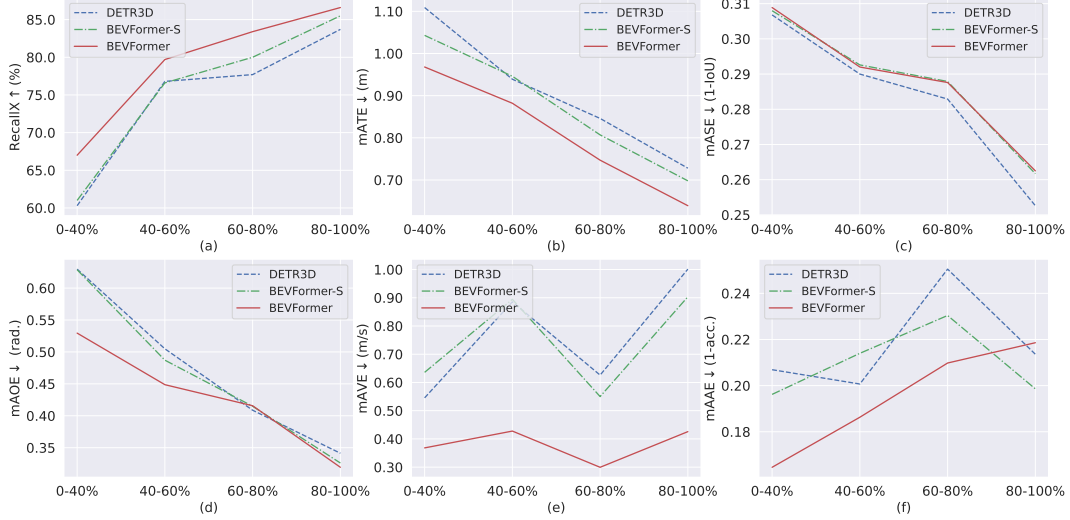 RecallX ↑ (%)
85.0
80.0
75.0
70.0
65.0
60.0
DETR3D
BEVFormer-S
BEVFormer
0-40%
40-60%
60-80%
80-100%
(a)
mATE ↓ (m)
1.10
1.00
0.90
0.80
0.70
DETR3D
BEVFormer-S
BEVFormer
0-40%
40-60%
60-80%
80-100%
(b)
mASE ↓ (1-IoU)
0.31
0.30
0.29
0.28
0.27
0.26
0.25
DETR3D
BEVFormer-S
BEVFormer
0-40%
40-60%
60-80%
80-100%
(c)
mAOE ↓ (rad.)
0.60
0.55
0.50
0.45
0.40
0.35
DETR3D
BEVFormer-S
BEVFormer
0-40%
40-60%
60-80%
80-100%
(d)
mAVE ↓ (m/s)
1.00
0.90
0.80
0.70
0.60
0.50
0.40
0.30
DETR3D
BEVFormer-S
BEVFormer
0-40%
40-60%
60-80%
80-100%
(e)
mAAE ↓ (1-acc.)
0.24
0.22
0.20
0.18
DETR3D
BEVFormer-S
BEVFormer
0-40%
40-60%
60-80%
80-100%
(f)